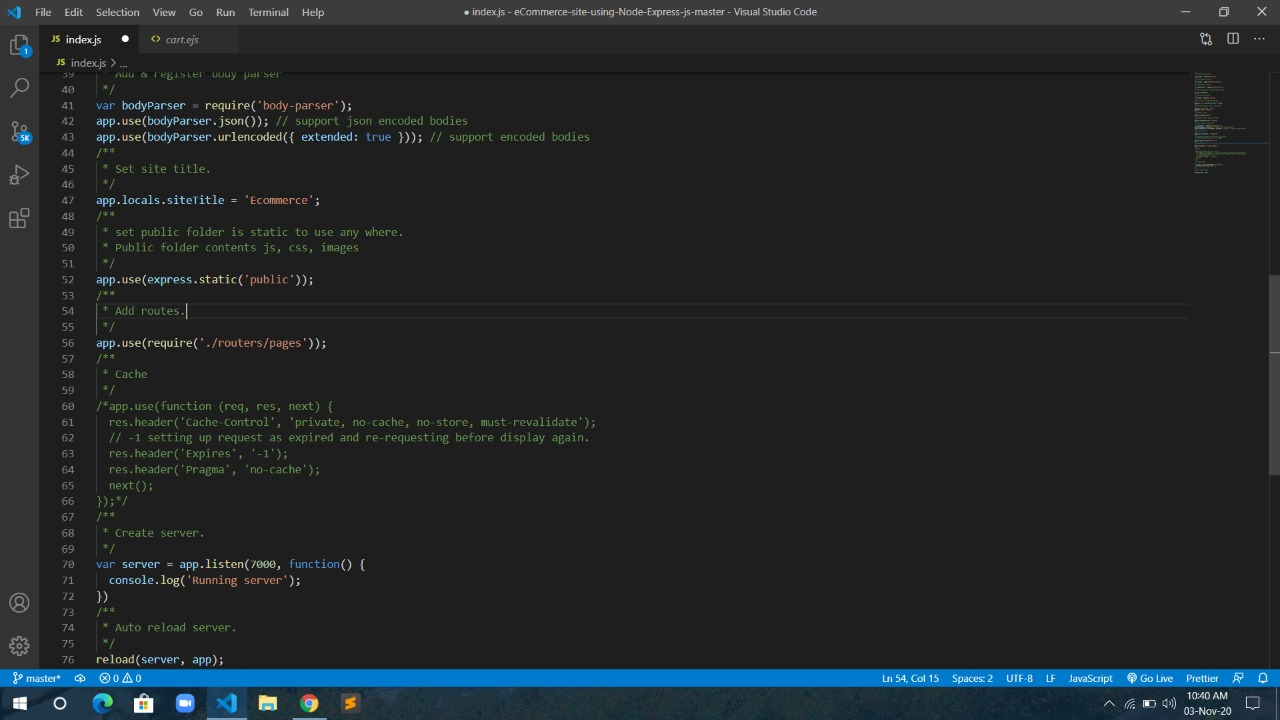 File Edit Selection View Go Run Terminal Help
● index.js - eCommerce-site-using-Node-Express-js-master - Visual Studio Code
JS index.js ● <> cart.ejs
JS index.js > ...
39 * Add & register body parser
40 */
41 var bodyParser = require('body-parser');
42 app.use(bodyParser.json()); // support json encoded bodies
43 app.use(bodyParser.urlencoded({ extended: true })); // support encoded bodies
44 /**
45 * Set site title.
46 */
47 app.locals.siteTitle = 'Ecommerce';
48 /**
49 * set public folder is static to use any where.
50 * Public folder contents js, css, images
51 */
52 app.use(express.static('public'));
53 /**
54 * Add routes.
55 */
56 app.use(require('./routers/pages'));
57 /**
58 * Cache
59 */
60 /*app.use(function (req, res, next) {
61 res.header('Cache-Control', 'private, no-cache, no-store, must-revalidate');
62 // -1 setting up request as expired and re-requesting before display again.
63 res.header('Expires', '-1');
64 res.header('Pragma', 'no-cache');
65 next();
66 });*/
67 /**
68 * Create server.
69 */
70 var server = app.listen(7000, function() {
71 console.log('Running server');
72 })
73 /**
74 * Auto reload server.
75 */
76 reload(server, app);
1
5K
master* 0 0 Ln 54, Col 15 Spaces: 2 UTF-8 LF JavaScript Go Live Prettier
10:40 AM
03-Nov-20